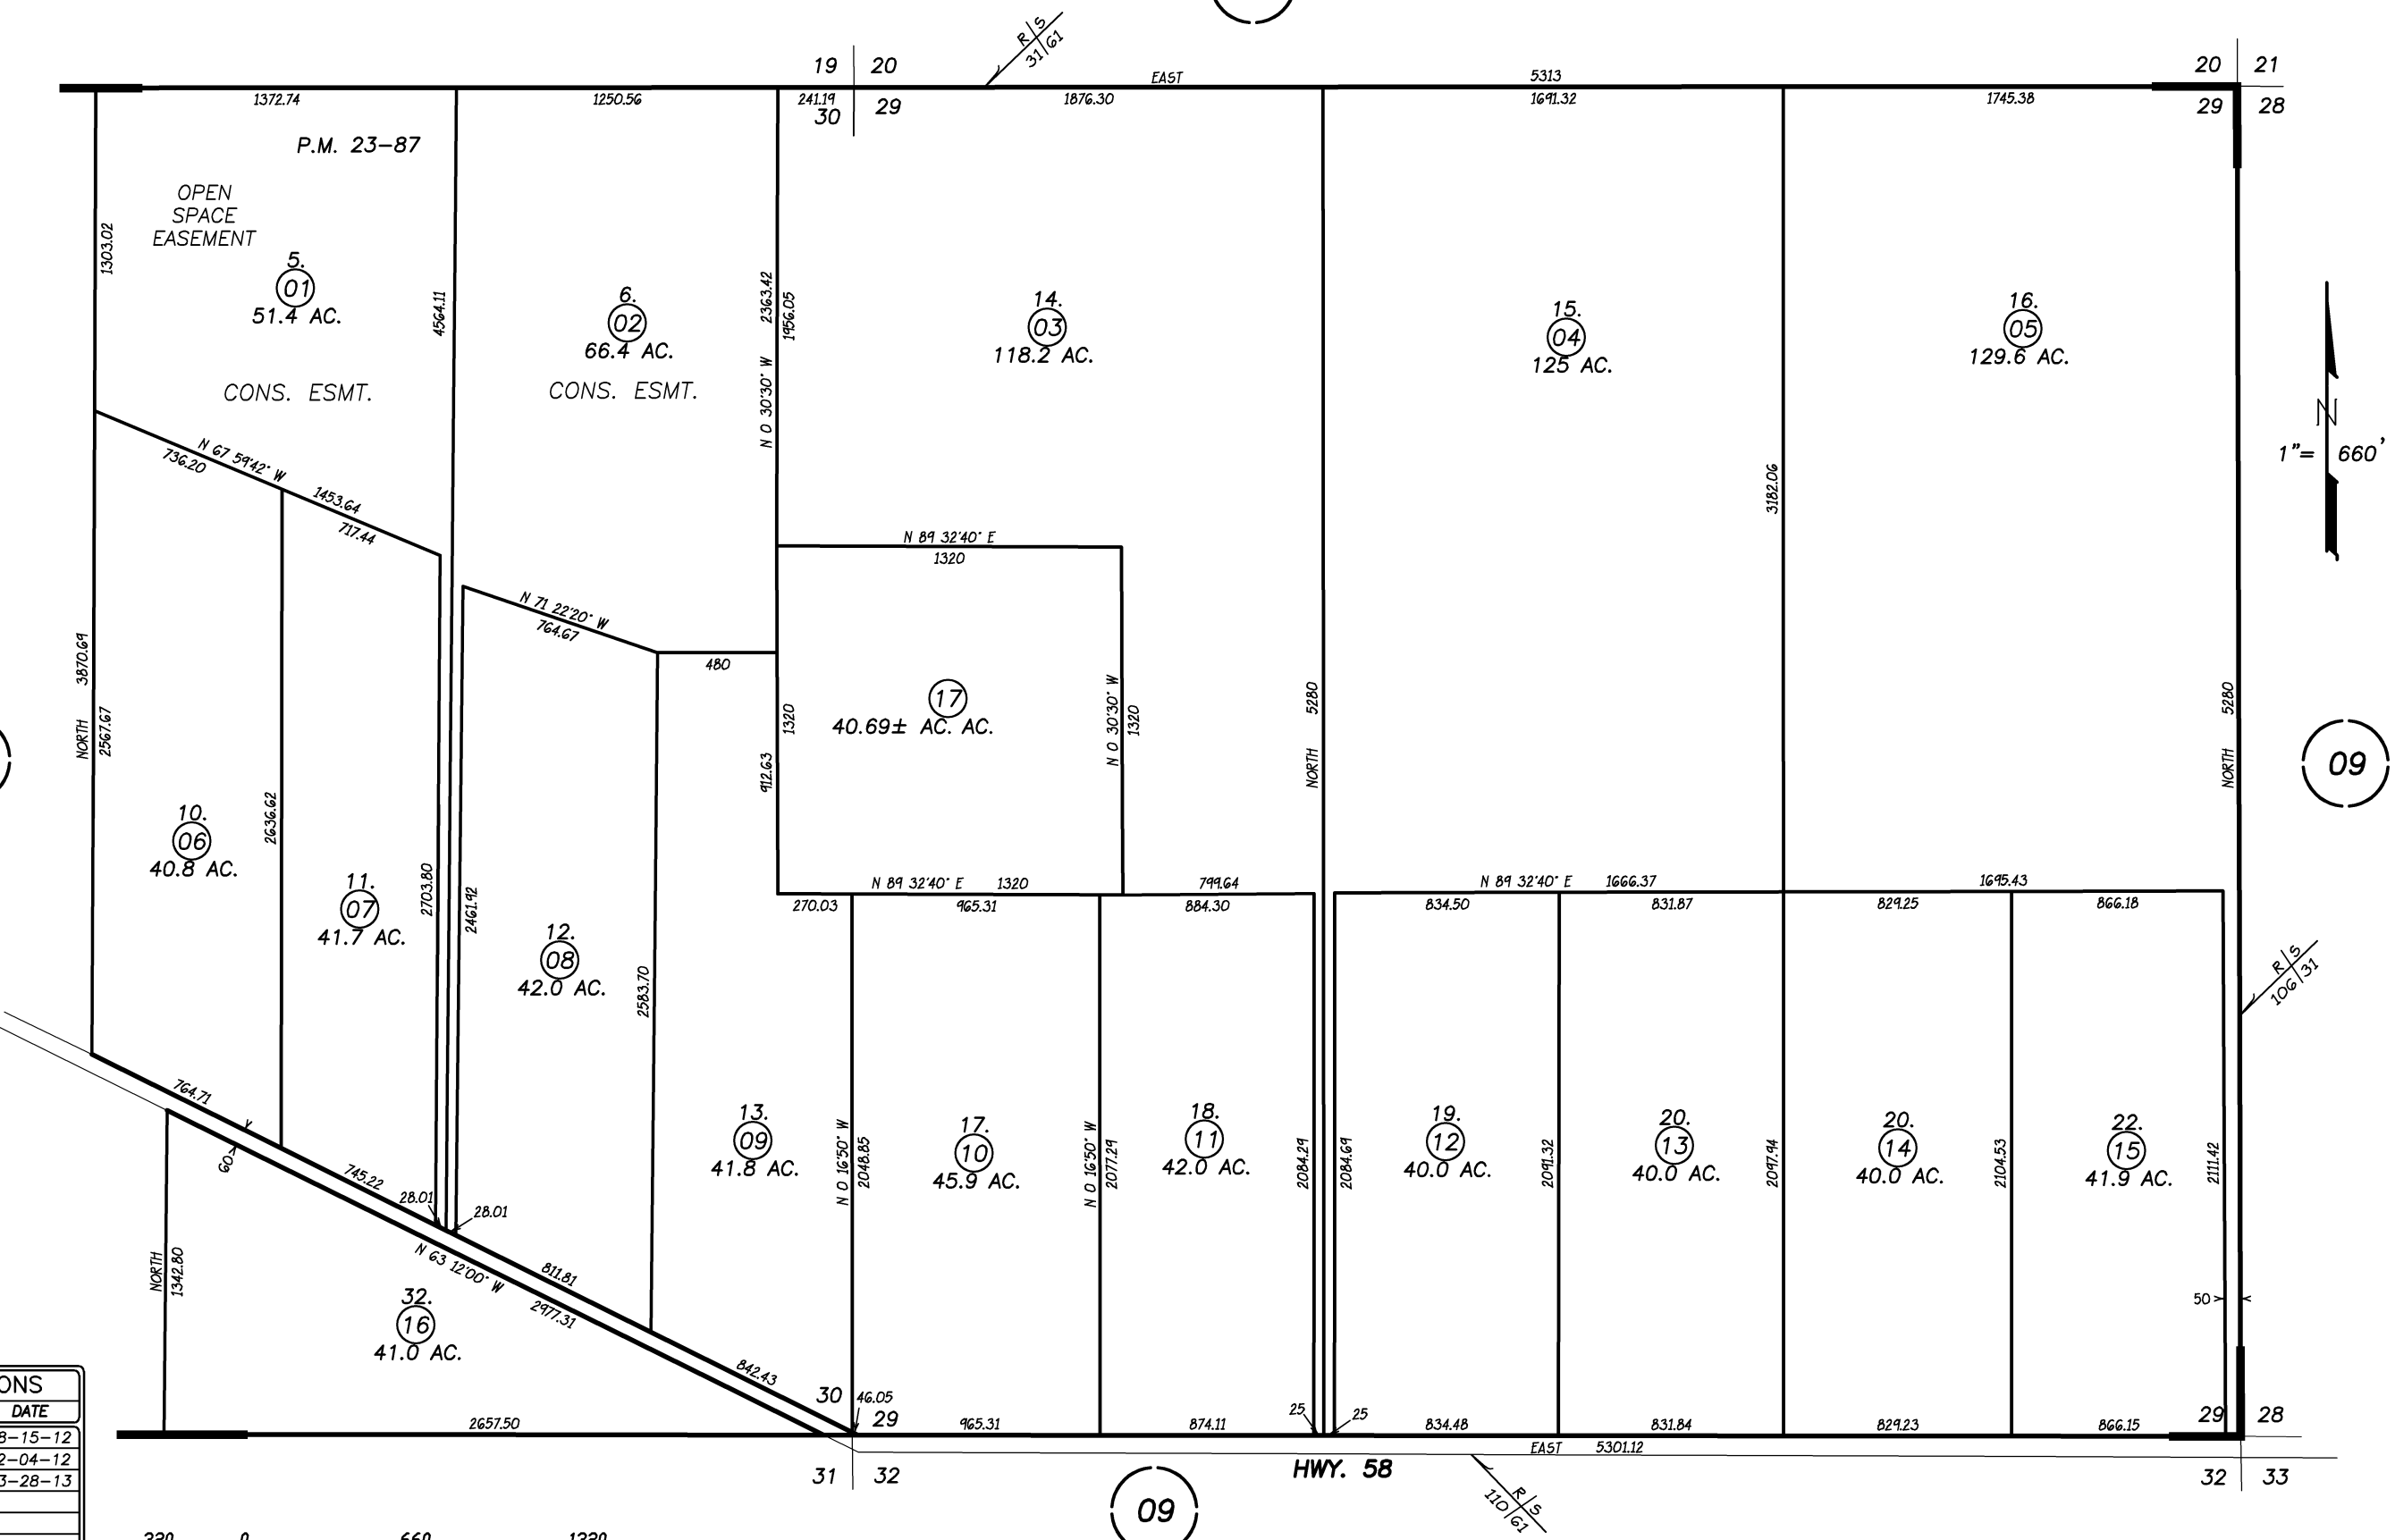 R/S
31/61
19 20
EAST
5313
20 21
1372.74
1250.56
241.19
30 29
1876.30
1691.32
1745.38
29 28
P.M. 23-87
OPEN
SPACE
EASEMENT
1303.02
5.
01
51.4 AC.
CONS. ESMT.
4564.11
6.
02
66.4 AC.
CONS. ESMT.
N 0 30'30" W 2363.42
1956.05
14.
03
118.2 AC.
15.
04
125 AC.
3182.06
16.
05
129.6 AC.
N
1"= 660'
N 67 59'42" W
736.20
1453.64
717.44
N 89 32'40" E
1320
N 71 22'20" W
764.67
480
NORTH 3870.69
2567.67
17
40.69± AC. AC.
1320
912.63
N 0 30'30" W
1320
NORTH 5280
NORTH 5280
09
10.
06
40.8 AC.
2636.62
11.
07
41.7 AC.
2703.80
2461.92
12.
08
42.0 AC.
2583.70
N 89 32'40" E 1320
799.64
N 89 32'40" E 1666.37
1695.43
270.03
965.31
884.30
834.50
831.87
829.25
866.18
R/S
106/31
764.71
60
745.22
28.01
28.01
13.
09
41.8 AC.
N 0 16'50" W
2048.85
17.
10
45.9 AC.
N 0 16'50" W
2077.29
18.
11
42.0 AC.
2084.29
2084.69
19.
12
40.0 AC.
2091.32
20.
13
40.0 AC.
2097.94
20.
14
40.0 AC.
2104.53
22.
15
41.9 AC.
2111.42
50
NORTH
1342.80
N 63 12'00" W
2977.31
811.81
842.43
32.
16
41.0 AC.
30 29
46.05
2657.50
965.31
874.11
25
25
834.48
831.84
829.23
866.15
29 28
EAST 5301.12
31 32
HWY. 58
32 33
09
R/S
110/61
ONS
DATE
8-15-12
2-04-12
3-28-13
330 0 660 1320